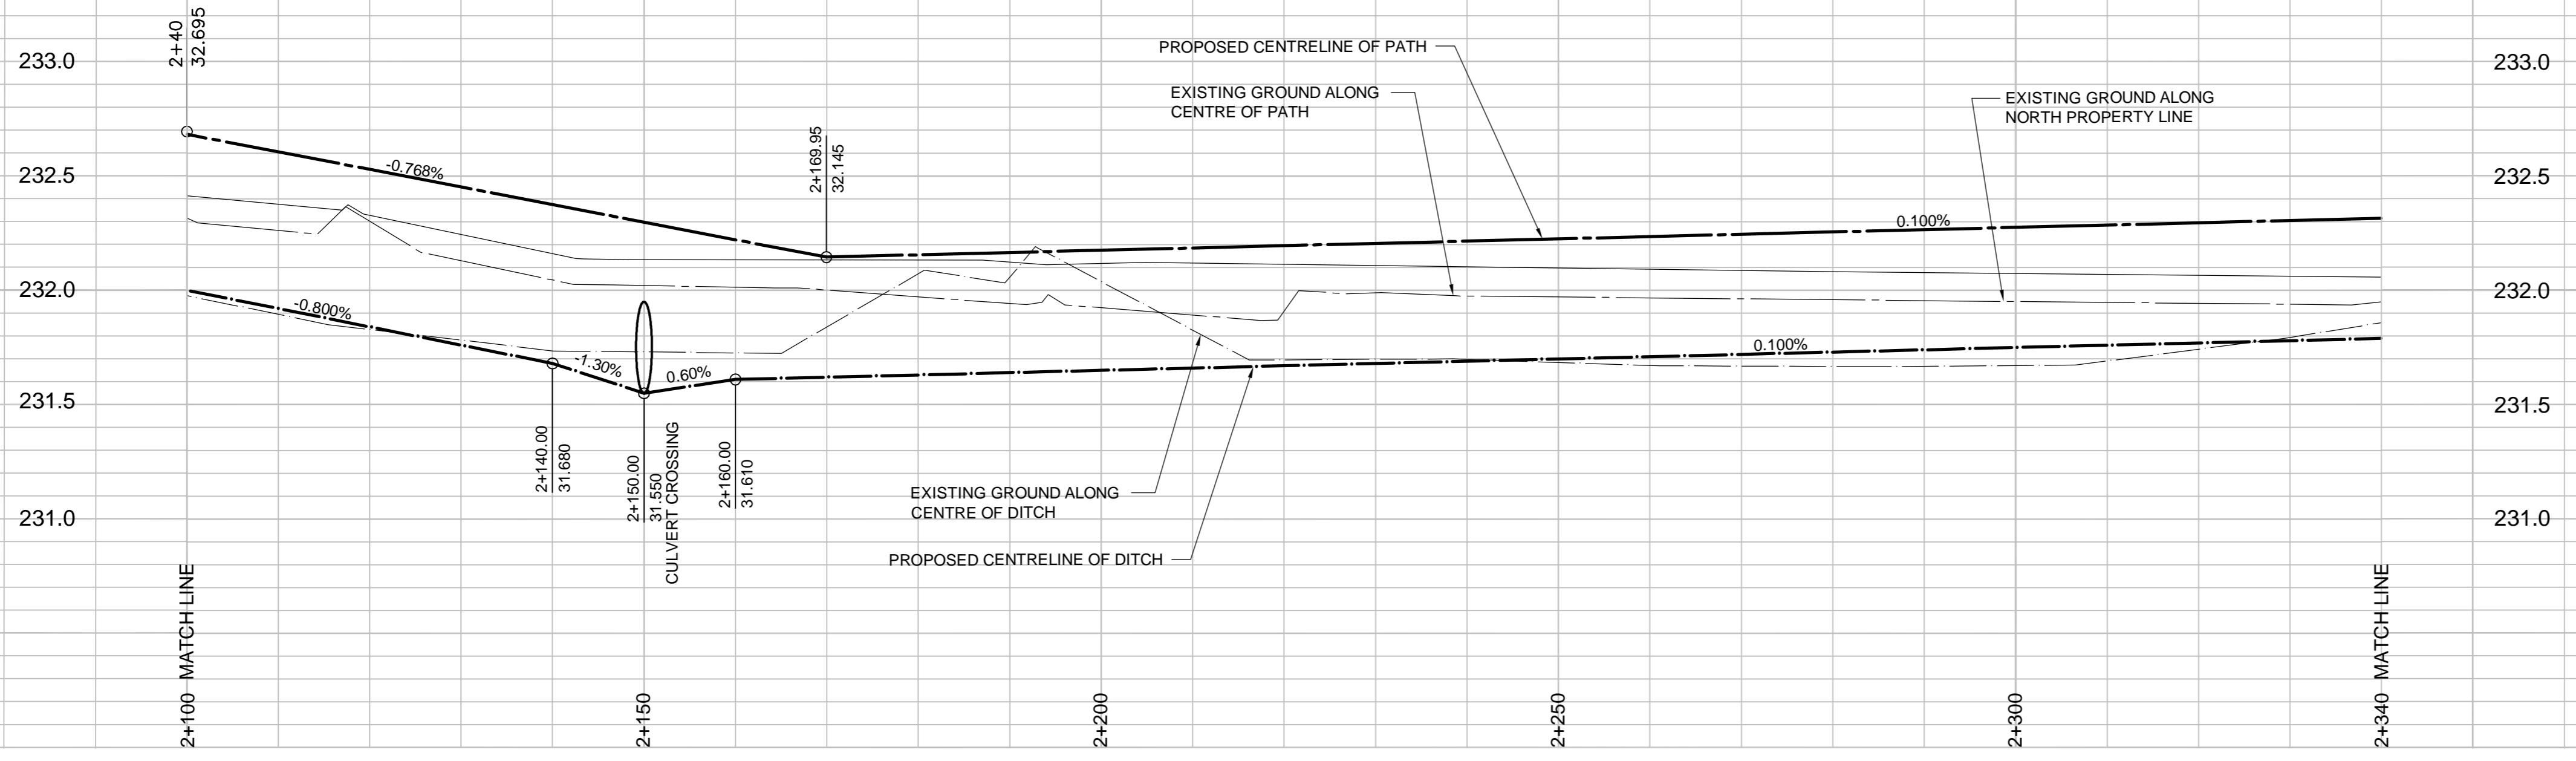 2+40
32.695
233.0
232.5
232.0
231.5
231.0
233.0
232.5
232.0
231.5
231.0
PROPOSED CENTRELINE OF PATH
EXISTING GROUND ALONG
CENTRE OF PATH
EXISTING GROUND ALONG
NORTH PROPERTY LINE
-0.768%
2+169.95
32.145
0.100%
-0.800%
-1.30%
0.60%
0.100%
2+140.00
31.680
2+150.00
31.550
CULVERT CROSSING
2+160.00
31.610
EXISTING GROUND ALONG
CENTRE OF DITCH
PROPOSED CENTRELINE OF DITCH
2+100 MATCH LINE
2+150
2+200
2+250
2+300
2+340 MATCH LINE